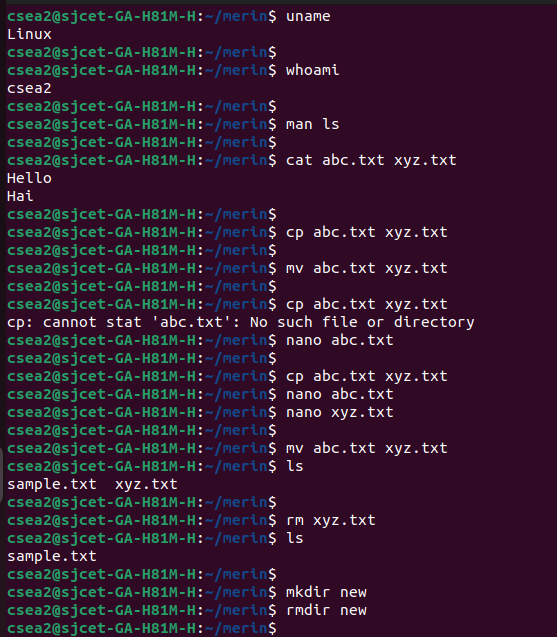 csea2@sjcet-GA-H81M-H:~/merin$ uname
Linux
csea2@sjcet-GA-H81M-H:~/merin$
csea2@sjcet-GA-H81M-H:~/merin$ whoami
csea2
csea2@sjcet-GA-H81M-H:~/merin$
csea2@sjcet-GA-H81M-H:~/merin$ man ls
csea2@sjcet-GA-H81M-H:~/merin$
csea2@sjcet-GA-H81M-H:~/merin$ cat abc.txt xyz.txt
Hello
Hai
csea2@sjcet-GA-H81M-H:~/merin$
csea2@sjcet-GA-H81M-H:~/merin$ cp abc.txt xyz.txt
csea2@sjcet-GA-H81M-H:~/merin$
csea2@sjcet-GA-H81M-H:~/merin$ mv abc.txt xyz.txt
csea2@sjcet-GA-H81M-H:~/merin$
csea2@sjcet-GA-H81M-H:~/merin$ cp abc.txt xyz.txt
cp: cannot stat 'abc.txt': No such file or directory
csea2@sjcet-GA-H81M-H:~/merin$ nano abc.txt
csea2@sjcet-GA-H81M-H:~/merin$
csea2@sjcet-GA-H81M-H:~/merin$ cp abc.txt xyz.txt
csea2@sjcet-GA-H81M-H:~/merin$ nano abc.txt
csea2@sjcet-GA-H81M-H:~/merin$ nano xyz.txt
csea2@sjcet-GA-H81M-H:~/merin$
csea2@sjcet-GA-H81M-H:~/merin$ mv abc.txt xyz.txt
csea2@sjcet-GA-H81M-H:~/merin$ ls
sample.txt  xyz.txt
csea2@sjcet-GA-H81M-H:~/merin$
csea2@sjcet-GA-H81M-H:~/merin$ rm xyz.txt
csea2@sjcet-GA-H81M-H:~/merin$ ls
sample.txt
csea2@sjcet-GA-H81M-H:~/merin$
csea2@sjcet-GA-H81M-H:~/merin$ mkdir new
csea2@sjcet-GA-H81M-H:~/merin$ rmdir new
csea2@sjcet-GA-H81M-H:~/merin$